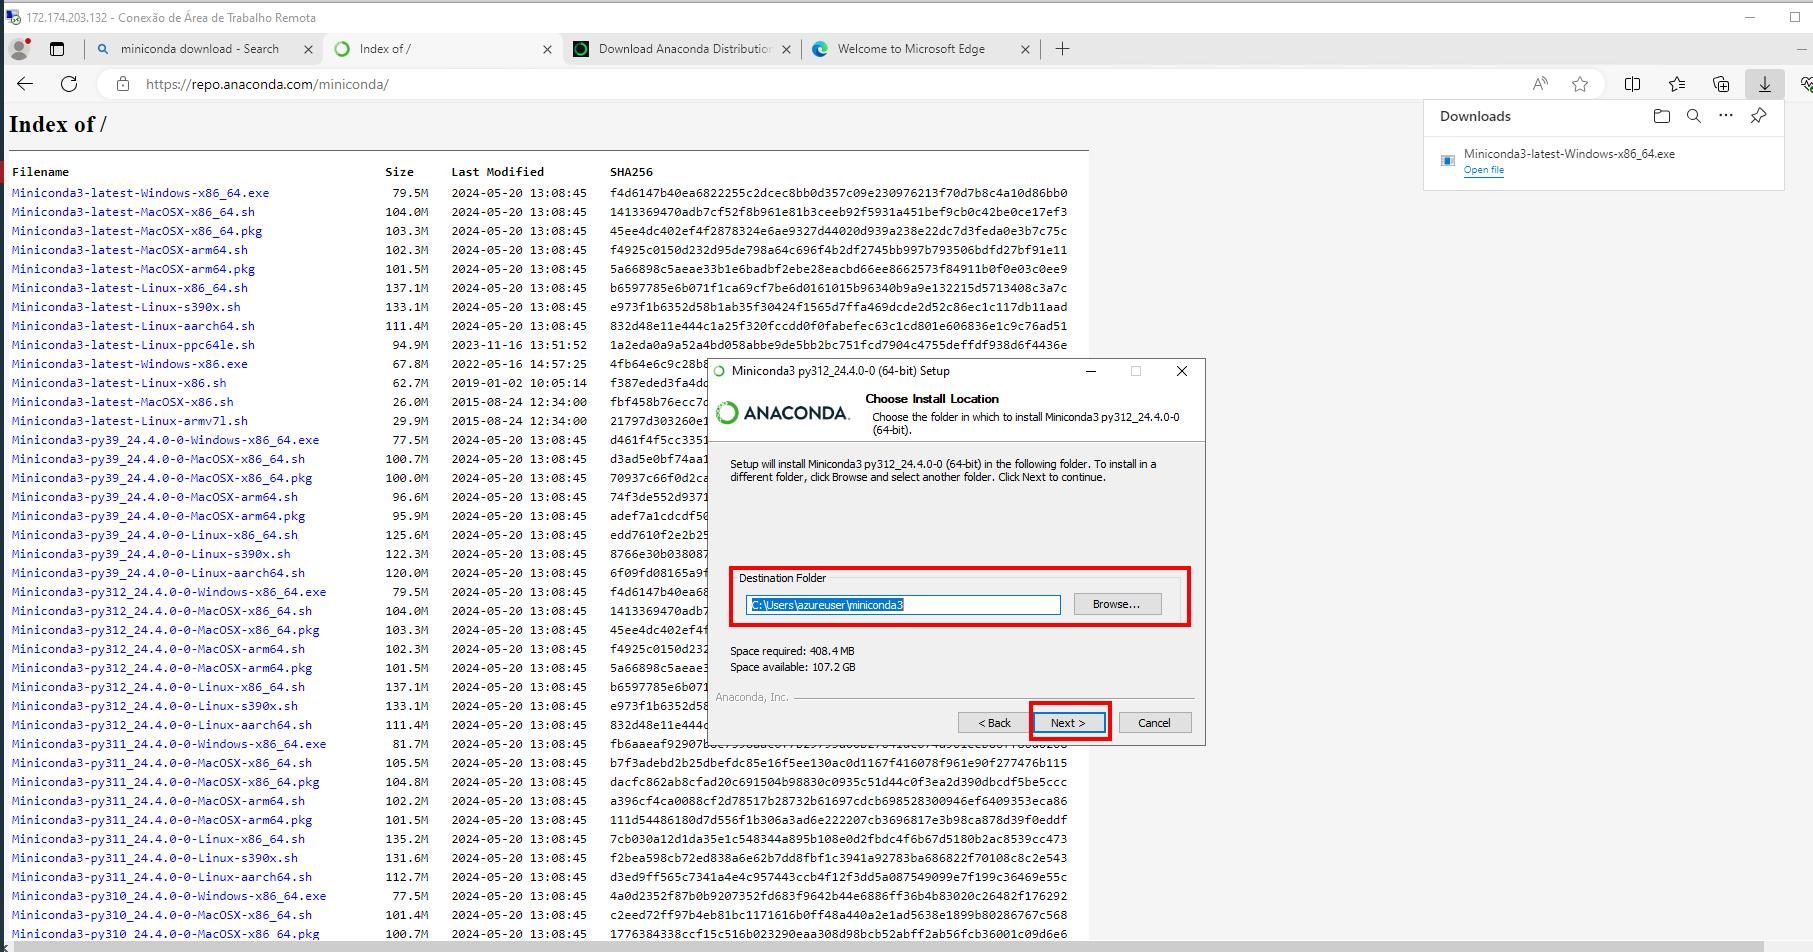 172.174.203.132 - Conexão de Área de Trabalho Remota
miniconda download - Search
Index of /
Download Anaconda Distribution
Welcome to Microsoft Edge
https://repo.anaconda.com/miniconda/
Index of /
Downloads
Miniconda3-latest-Windows-x86_64.exe
Open file
Filename Size Last Modified SHA256
Miniconda3-latest-Windows-x86_64.exe 79.5M 2024-05-20 13:08:45 f4d6147b40ea6822255c2dcec8bb0d357c09e230976213f70d7b8c4a10d86bb0
Miniconda3-latest-MacOSX-x86_64.sh 104.0M 2024-05-20 13:08:45 1413369470adb7cf52f8b961e81b3ceeb92f5931a451bef9cb0c42be0ce17ef3
Miniconda3-latest-MacOSX-x86_64.pkg 103.3M 2024-05-20 13:08:45 45ee4dc402ef4f2878324e6ae9327d44020d939a238e22dc7d3feda0e3b7c75c
Miniconda3-latest-MacOSX-arm64.sh 102.3M 2024-05-20 13:08:45 f4925c0150d232d95de798a64c696f4b2df2745bb997b793506bdfd27bf91e11
Miniconda3-latest-MacOSX-arm64.pkg 101.5M 2024-05-20 13:08:45 5a66898c5aeae33b1e6badbf2ebe28eacbd66ee8662573f84911b0f0e03c0ee9
Miniconda3-latest-Linux-x86_64.sh 137.1M 2024-05-20 13:08:45 b6597785e6b071f1ca69cf7be6d0161015b96340b9a9e132215d5713408c3a7c
Miniconda3-latest-Linux-s390x.sh 133.1M 2024-05-20 13:08:45 e973f1b6352d58b1ab35f30424f1565d7ffa469dcde2d52c86ec1c117db11aad
Miniconda3-latest-Linux-aarch64.sh 111.4M 2024-05-20 13:08:45 832d48e11e444c1a25f320fccdd0f0fabefec63c1cd801e606836e1c9c76ad51
Miniconda3-latest-Linux-ppc64le.sh 94.9M 2023-11-16 13:51:52 1a2eda0a9a52a4bd058abbe9de5bb2bc751fcd7904c4755deffdf938d6f4436e
Miniconda3-latest-Windows-x86.exe 67.8M 2022-05-16 14:57:25 4fb64e6c9c28b8
Miniconda3-latest-Linux-x86.sh 62.7M 2019-01-02 10:05:14 f387eded3fa4dd
Miniconda3-latest-MacOSX-x86.sh 26.0M 2015-08-24 12:34:00 fbf458b76ecc7d
Miniconda3-latest-Linux-armv7l.sh 29.9M 2015-08-24 12:34:00 21797d303260e1
Miniconda3-py39_24.4.0-0-Windows-x86_64.exe 77.5M 2024-05-20 13:08:45 d461f4f5cc3351
Miniconda3-py39_24.4.0-0-MacOSX-x86_64.sh 100.7M 2024-05-20 13:08:45 d3ad5e0bf74aa1
Miniconda3-py39_24.4.0-0-MacOSX-x86_64.pkg 100.0M 2024-05-20 13:08:45 70937c66f0d2ca
Miniconda3-py39_24.4.0-0-MacOSX-arm64.sh 96.6M 2024-05-20 13:08:45 74f3de552d9371
Miniconda3-py39_24.4.0-0-MacOSX-arm64.pkg 95.9M 2024-05-20 13:08:45 adef7a1cdcdf50
Miniconda3-py39_24.4.0-0-Linux-x86_64.sh 125.6M 2024-05-20 13:08:45 edd7610f2e2b25
Miniconda3-py39_24.4.0-0-Linux-s390x.sh 122.3M 2024-05-20 13:08:45 8766e30b038087
Miniconda3-py39_24.4.0-0-Linux-aarch64.sh 120.0M 2024-05-20 13:08:45 6f09fd08165a9f
Miniconda3-py312_24.4.0-0-Windows-x86_64.exe 79.5M 2024-05-20 13:08:45 f4d6147b40ea68
Miniconda3-py312_24.4.0-0-MacOSX-x86_64.sh 104.0M 2024-05-20 13:08:45 1413369470adb7
Miniconda3-py312_24.4.0-0-MacOSX-x86_64.pkg 103.3M 2024-05-20 13:08:45 45ee4dc402ef4f
Miniconda3-py312_24.4.0-0-MacOSX-arm64.sh 102.3M 2024-05-20 13:08:45 f4925c0150d232
Miniconda3-py312_24.4.0-0-MacOSX-arm64.pkg 101.5M 2024-05-20 13:08:45 5a66898c5aeae3
Miniconda3-py312_24.4.0-0-Linux-x86_64.sh 137.1M 2024-05-20 13:08:45 b6597785e6b071
Miniconda3-py312_24.4.0-0-Linux-s390x.sh 133.1M 2024-05-20 13:08:45 e973f1b6352d58
Miniconda3-py312_24.4.0-0-Linux-aarch64.sh 111.4M 2024-05-20 13:08:45 832d48e11e444c
Miniconda3-py311_24.4.0-0-Windows-x86_64.exe 81.7M 2024-05-20 13:08:45
Miniconda3-py311_24.4.0-0-MacOSX-x86_64.sh 105.5M 2024-05-20 13:08:45 b7f3adebd2b25dbefdc85e16f5ee130ac0d1167f416078f961e90f277476b115
Miniconda3-py311_24.4.0-0-MacOSX-x86_64.pkg 104.8M 2024-05-20 13:08:45 dacfc862ab8cfad20c691504b98830c0935c51d44c0f3ea2d390dbcdf5be5ccc
Miniconda3-py311_24.4.0-0-MacOSX-arm64.sh 102.2M 2024-05-20 13:08:45 a396cf4ca0088cf2d78517b28732b61697cdcb698528300946ef6409353eca86
Miniconda3-py311_24.4.0-0-MacOSX-arm64.pkg 101.5M 2024-05-20 13:08:45 111d54486180d7d556f1b306a3ad6e222207cb3696817e3b98ca878d39f0eddf
Miniconda3-py311_24.4.0-0-Linux-x86_64.sh 135.2M 2024-05-20 13:08:45 7cb030a12d1da35e1c548344a895b108e0d2fbdc4f6b67d5180b2ac8539cc473
Miniconda3-py311_24.4.0-0-Linux-s390x.sh 131.6M 2024-05-20 13:08:45 f2bea598cb72ed838a6e62b7dd8fbf1c3941a92783ba686822f70108c8c2e543
Miniconda3-py311_24.4.0-0-Linux-aarch64.sh 112.7M 2024-05-20 13:08:45 d3ed9ff565c7341a4e4c957443ccb4f12f3dd5a087549099e7f199c36469e55c
Miniconda3-py310_24.4.0-0-Windows-x86_64.exe 77.5M 2024-05-20 13:08:45 4a0d2352f87b0b9207352fd683f9642b44e6886ff36b4b83020c26482f176292
Miniconda3-py310_24.4.0-0-MacOSX-x86_64.sh 101.4M 2024-05-20 13:08:45 c2eed72ff97b4eb81bc1171616b0ff48a440a2e1ad5638e1899b80286767c568
Miniconda3-py310_24.4.0-0-MacOSX-x86_64.pkg 100.7M 2024-05-20 13:08:45 1776384338ccf15c516b023290eaa308d98bcb52abff2ab56fcb36001c09d6e6
Miniconda3 py312_24.4.0-0 (64-bit) Setup
ANACONDA.
Choose Install Location
Choose the folder in which to install Miniconda3 py312_24.4.0-0
(64-bit).
Setup will install Miniconda3 py312_24.4.0-0 (64-bit) in the following folder. To install in a
different folder, click Browse and select another folder. Click Next to continue.
Destination Folder
C:\Users\azureuser\miniconda3
Browse...
Space required: 408.4 MB
Space available: 107.2 GB
Anaconda, Inc.
< Back
Next >
Cancel